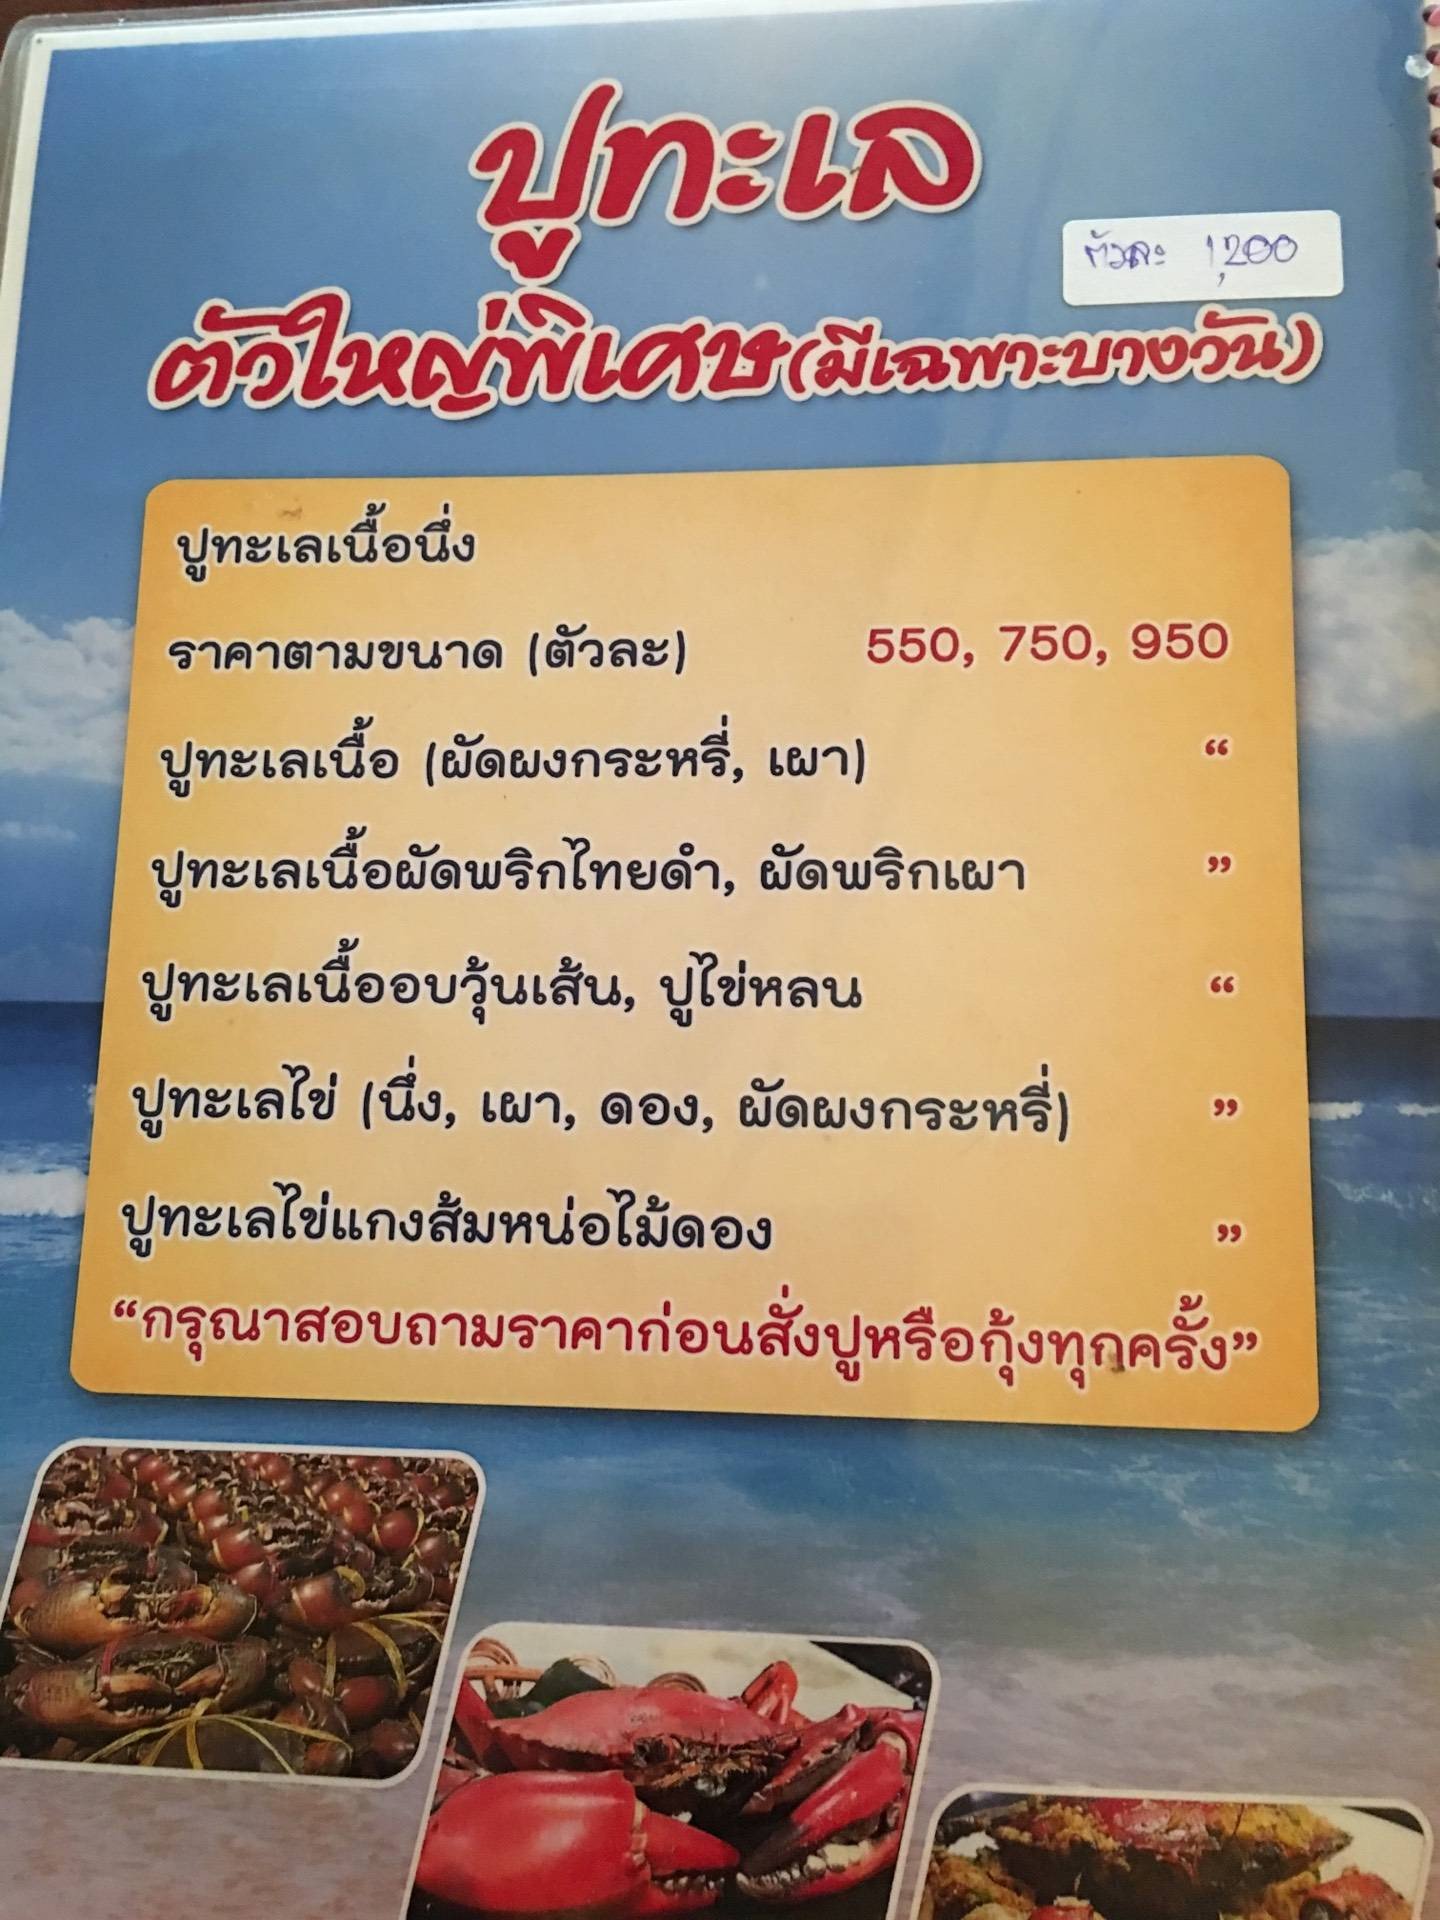 ปูทะเล
ตัวละ 1,200
ตัวใหญ่พิเศษ (มีเฉพาะบางวัน)
ปูทะเลเนื้อนึ่ง
ราคาตามขนาด (ตัวละ) 550, 750, 950
ปูทะเลเนื้อ (ผัดผงกระหรี่, เผา) “
ปูทะเลเนื้อผัดพริกไทยดำ, ผัดพริกเผา ”
ปูทะเลเนื้ออบวุ้นเส้น, ปูไข่หลน “
ปูทะเลไข่ (นึ่ง, เผา, ดอง, ผัดผงกระหรี่) ”
ปูทะเลไข่แกงส้มหน่อไม้ดอง ”
“กรุณาสอบถามราคาก่อนสั่งปูหรือกุ้งทุกครั้ง”